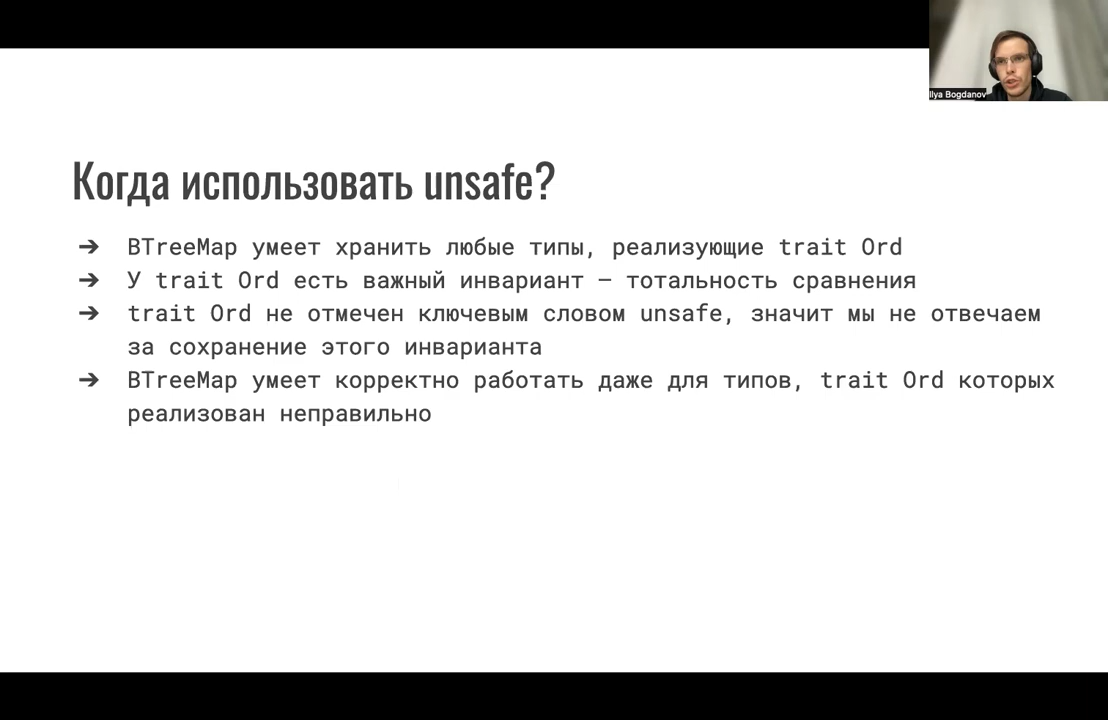 Ilya Bogdanov
Когда использовать unsafe?
➔ BTreeMap умеет хранить любые типы, реализующие trait Ord
➔ У trait Ord есть важный инвариант – тотальность сравнения
➔ trait Ord не отмечен ключевым словом unsafe, значит мы не отвечаем
за сохранение этого инварианта
➔ BTreeMap умеет корректно работать даже для типов, trait Ord которых
реализован неправильно